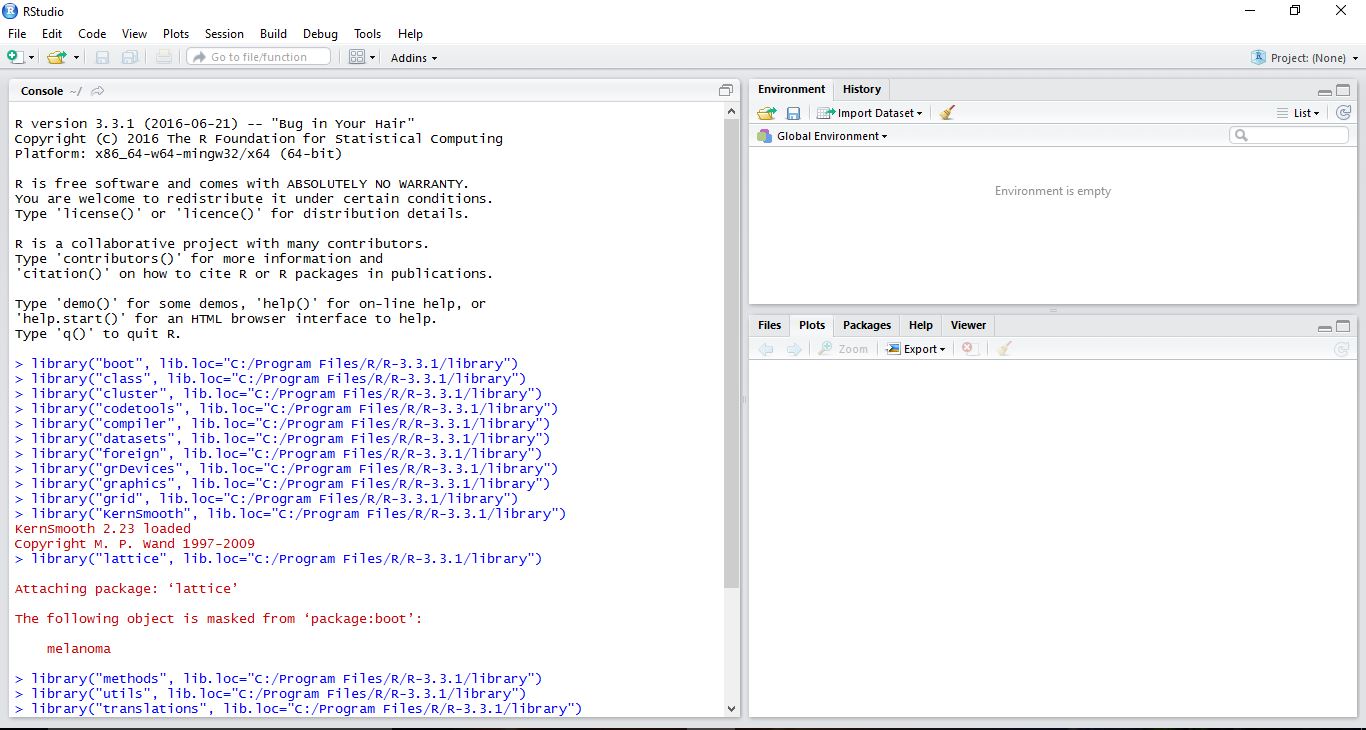 RStudio
File Edit Code View Plots Session Build Debug Tools Help
Go to file/function Addins Project: (None)
Console ~/
R version 3.3.1 (2016-06-21) -- "Bug in Your Hair"
Copyright (C) 2016 The R Foundation for Statistical Computing
Platform: x86_64-w64-mingw32/x64 (64-bit)
R is free software and comes with ABSOLUTELY NO WARRANTY.
You are welcome to redistribute it under certain conditions.
Type 'license()' or 'licence()' for distribution details.
R is a collaborative project with many contributors.
Type 'contributors()' for more information and
'citation()' on how to cite R or R packages in publications.
Type 'demo()' for some demos, 'help()' for on-line help, or
'help.start()' for an HTML browser interface to help.
Type 'q()' to quit R.
> library("boot", lib.loc="C:/Program Files/R/R-3.3.1/library")
> library("class", lib.loc="C:/Program Files/R/R-3.3.1/library")
> library("cluster", lib.loc="C:/Program Files/R/R-3.3.1/library")
> library("codetools", lib.loc="C:/Program Files/R/R-3.3.1/library")
> library("compiler", lib.loc="C:/Program Files/R/R-3.3.1/library")
> library("datasets", lib.loc="C:/Program Files/R/R-3.3.1/library")
> library("foreign", lib.loc="C:/Program Files/R/R-3.3.1/library")
> library("grDevices", lib.loc="C:/Program Files/R/R-3.3.1/library")
> library("graphics", lib.loc="C:/Program Files/R/R-3.3.1/library")
> library("grid", lib.loc="C:/Program Files/R/R-3.3.1/library")
> library("KernSmooth", lib.loc="C:/Program Files/R/R-3.3.1/library")
KernSmooth 2.23 loaded
Copyright M. P. Wand 1997-2009
> library("lattice", lib.loc="C:/Program Files/R/R-3.3.1/library")
Attaching package: ‘lattice’
The following object is masked from ‘package:boot’:
melanoma
> library("methods", lib.loc="C:/Program Files/R/R-3.3.1/library")
> library("utils", lib.loc="C:/Program Files/R/R-3.3.1/library")
> library("translations", lib.loc="C:/Program Files/R/R-3.3.1/library")
Environment History
Import Dataset List
Global Environment
Environment is empty
Files Plots Packages Help Viewer
Zoom Export